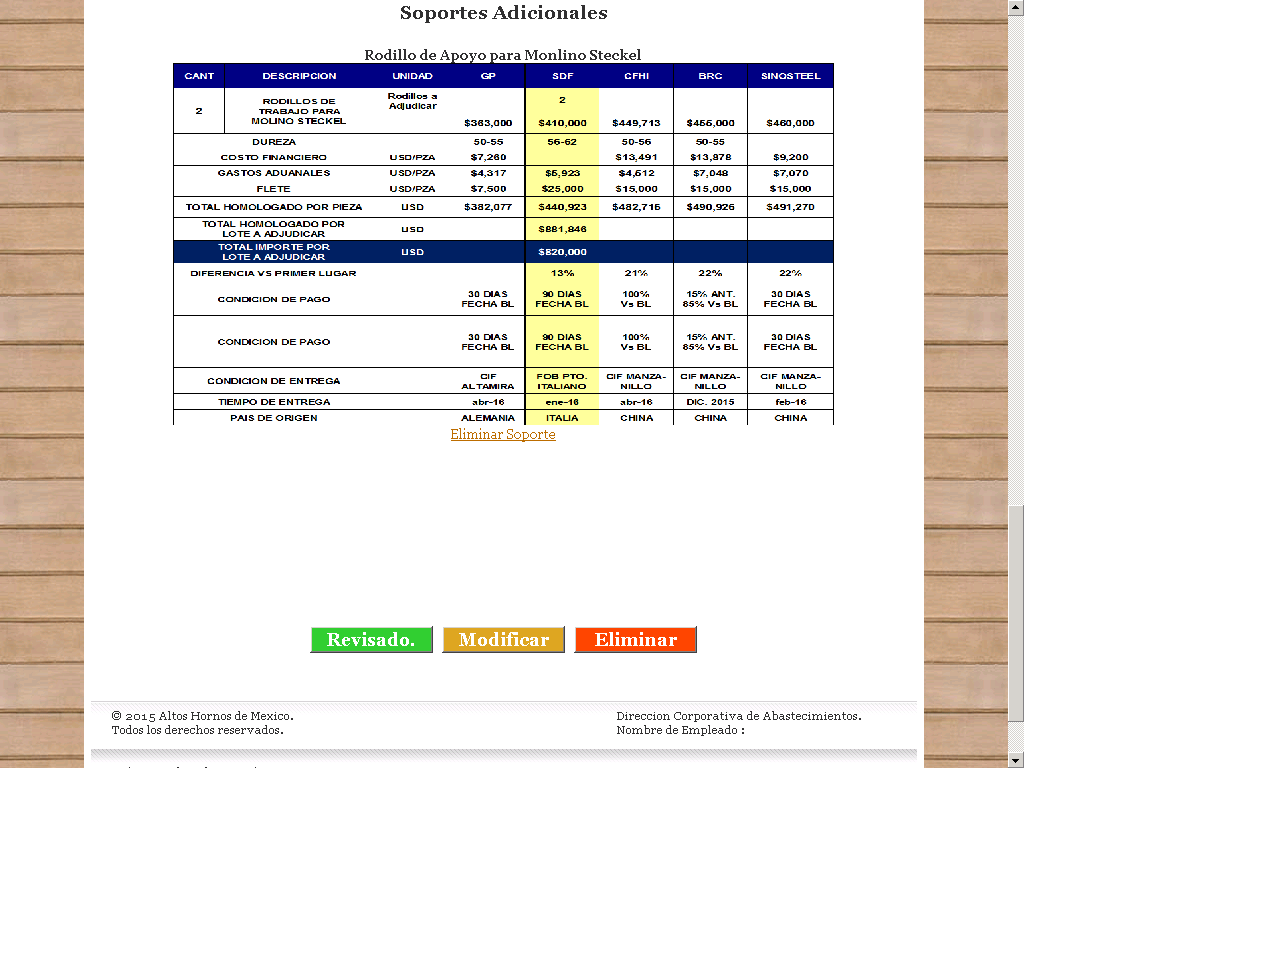 Soportes Adicionales
Rodillo de Apoyo para Monlino Steckel
CANT DESCRIPCION UNIDAD GP SDF CFHI BRC SINOSTEEL
2 RODILLOS DE TRABAJO PARA MOLINO STECKEL Rodillos a Adjudicar 2
$363,000 $410,000 $449,713 $455,000 $460,000
DUREZA 50-55 56-62 50-56 50-55
COSTO FINANCIERO USD/PZA $7,260 $13,491 $13,878 $9,200
GASTOS ADUANALES USD/PZA $4,317 $5,923 $4,512 $7,048 $7,070
FLETE USD/PZA $7,500 $25,000 $15,000 $15,000 $15,000
TOTAL HOMOLOGADO POR PIEZA USD $382,077 $440,923 $482,716 $490,926 $491,270
TOTAL HOMOLOGADO POR LOTE A ADJUDICAR USD $881,846
TOTAL IMPORTE POR LOTE A ADJUDICAR USD $820,000
DIFERENCIA VS PRIMER LUGAR 13% 21% 22% 22%
CONDICION DE PAGO 30 DIAS FECHA BL 90 DIAS FECHA BL 100% Vs BL 15% ANT. 85% Vs BL 30 DIAS FECHA BL
CONDICION DE PAGO 30 DIAS FECHA BL 90 DIAS FECHA BL 100% Vs BL 15% ANT. 85% Vs BL 30 DIAS FECHA BL
CONDICION DE ENTREGA CIF ALTAMIRA FOB PTO. ITALIANO CIF MANZA-NILLO CIF MANZA-NILLO CIF MANZA-NILLO
TIEMPO DE ENTREGA abr-16 ene-16 abr-16 DIC. 2015 feb-16
PAIS DE ORIGEN ALEMANIA ITALIA CHINA CHINA CHINA
Eliminar Soporte
Revisado. Modificar Eliminar
© 2015 Altos Hornos de Mexico. Direccion Corporativa de Abastecimientos.
Todos los derechos reservados. Nombre de Empleado :